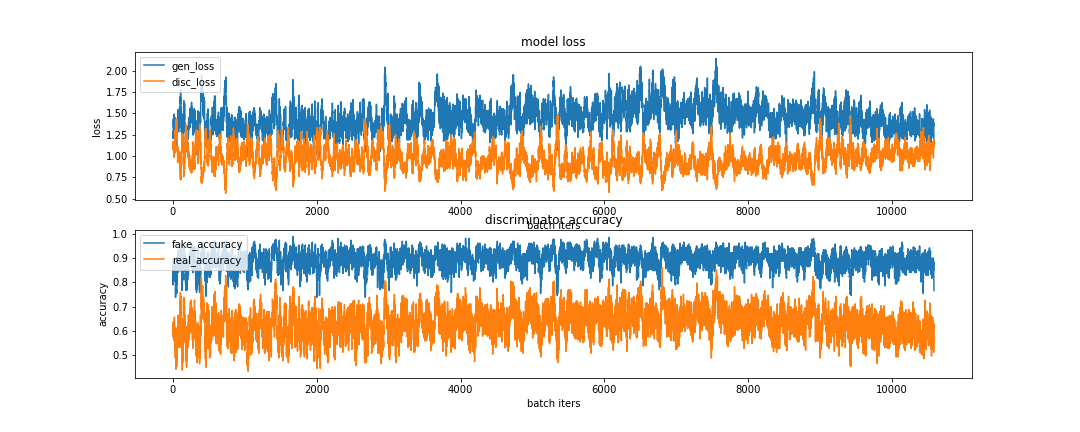 model loss
gen_loss
disc_loss
2.00
1.75
1.50
1.25
1.00
0.75
0.50
loss
0 2000 4000 6000 8000 10000
batch iters
discriminator accuracy
fake_accuracy
real_accuracy
1.0
0.9
0.8
0.7
0.6
0.5
accuracy
0 2000 4000 6000 8000 10000
batch iters